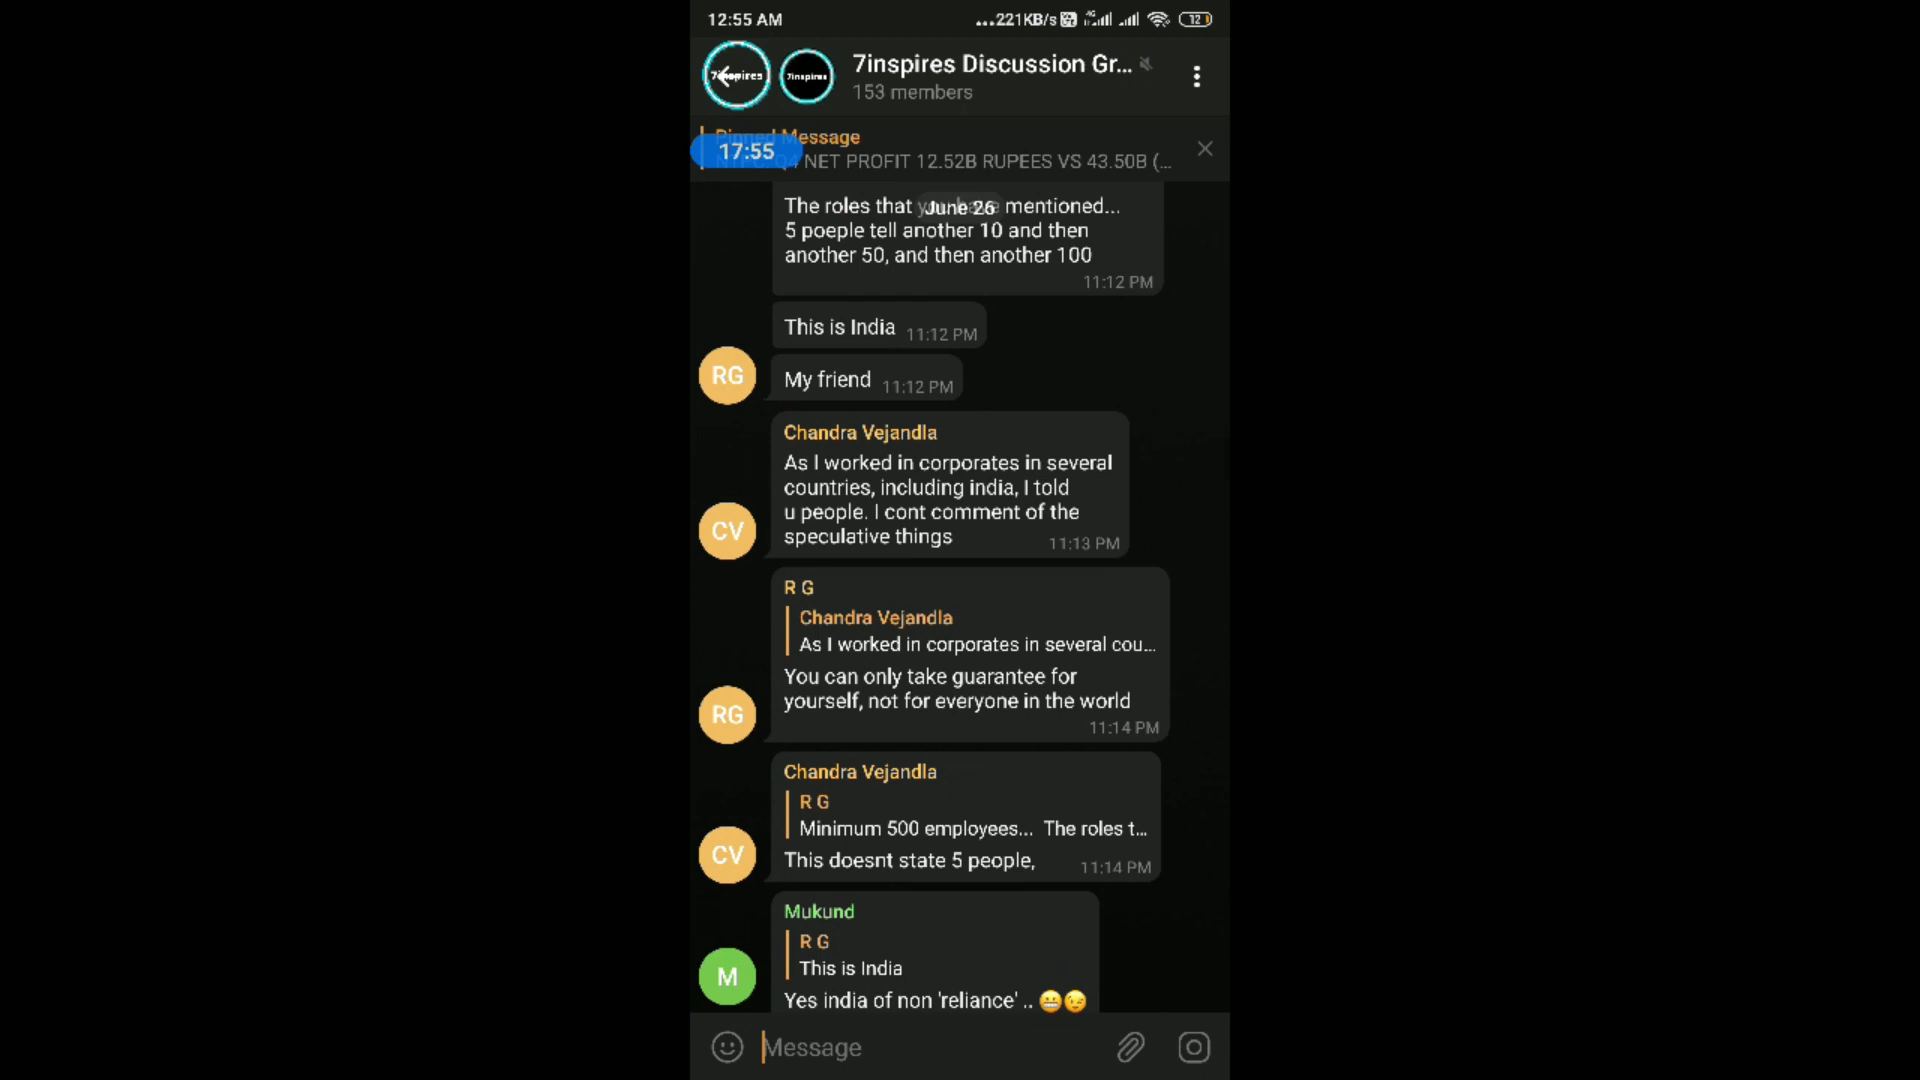 12:55 AM
...221KB/s 4G 12
7inspires
7inspires
7inspires Discussion Gr...
153 members
Pinned Message
17:55
Q4 NET PROFIT 12.52B RUPEES VS 43.50B (...
June 26
The roles that you have mentioned...
5 poeple tell another 10 and then
another 50, and then another 100
11:12 PM
This is India 11:12 PM
RG
My friend 11:12 PM
Chandra Vejandla
As I worked in corporates in several
countries, including india, I told
u people. I cont comment of the
speculative things 11:13 PM
CV
R G
Chandra Vejandla
As I worked in corporates in several cou...
You can only take guarantee for
yourself, not for everyone in the world
11:14 PM
RG
Chandra Vejandla
R G
Minimum 500 employees... The roles t...
This doesnt state 5 people, 11:14 PM
CV
Mukund
R G
This is India
Yes india of non 'reliance' .. 😬😉
M
Message